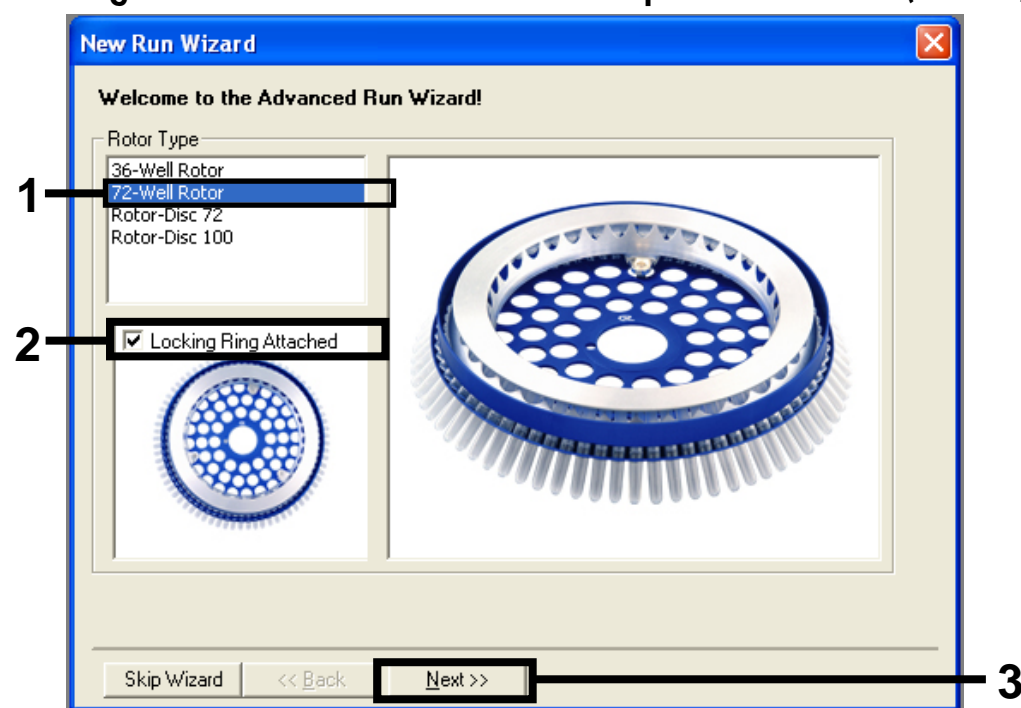 New Run Wizard
Welcome to the Advanced Run Wizard!
Rotor Type
36-Well Rotor
1
72-Well Rotor
Rotor-Disc 72
Rotor-Disc 100
2
Locking Ring Attached
Skip Wizard
<< Back
Next >>
3